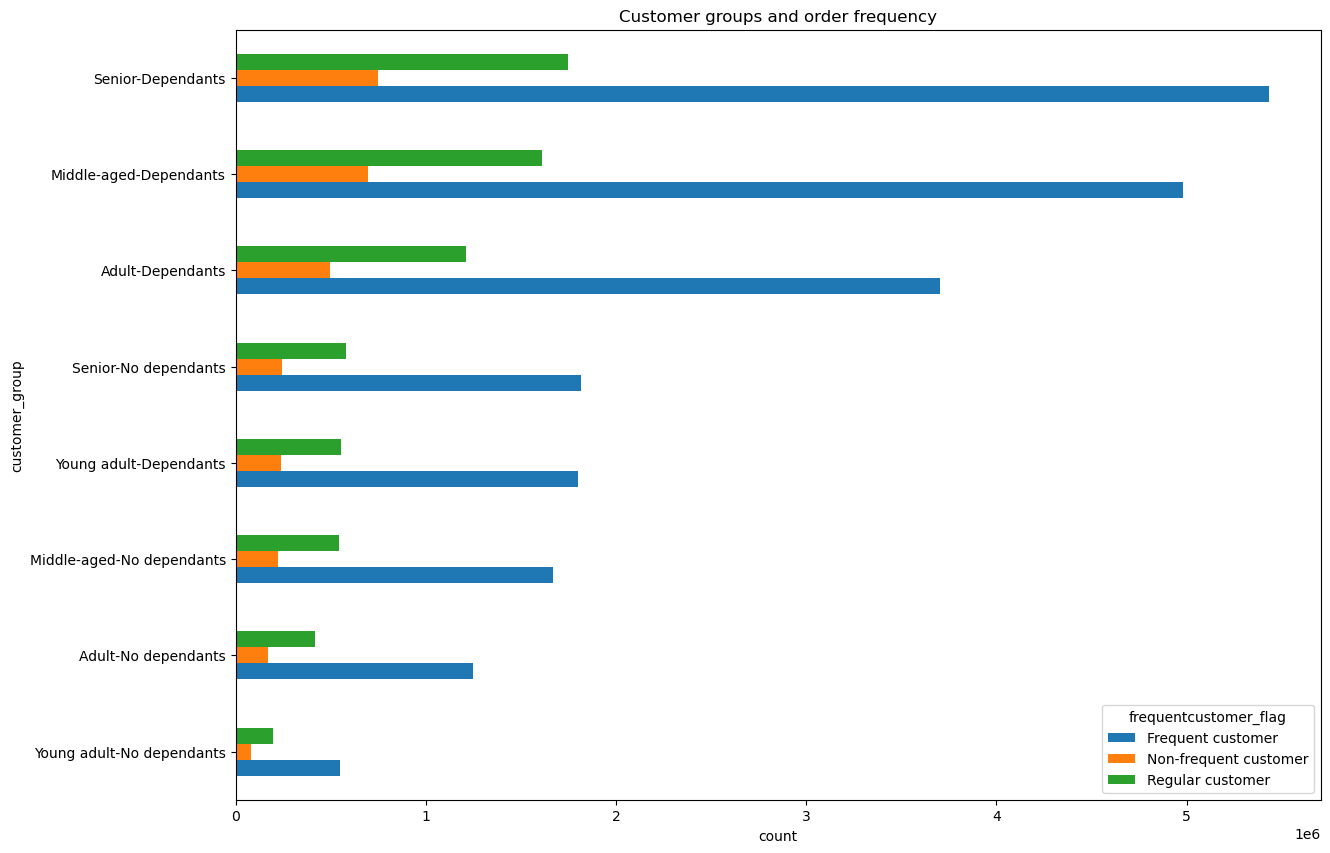 Customer groups and order frequency
customer_group
Senior-Dependants
Middle-aged-Dependants
Adult-Dependants
Senior-No dependants
Young adult-Dependants
Middle-aged-No dependants
Adult-No dependants
Young adult-No dependants
frequentcustomer_flag
Frequent customer
Non-frequent customer
Regular customer
0 1 2 3 4 5
1e6
count